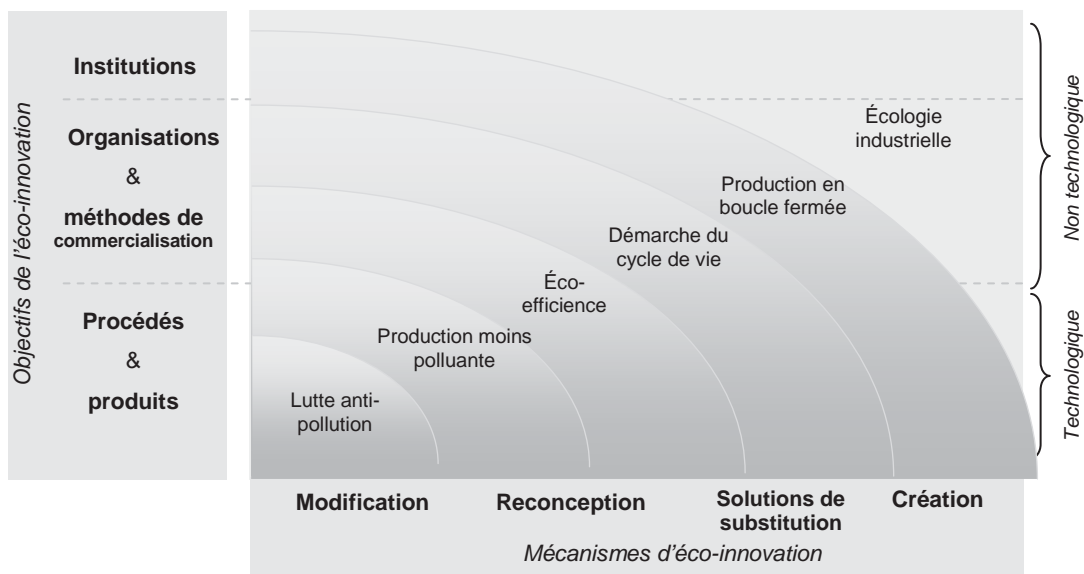 Objectifs de l'éco-innovation
Institutions
Organisations
&
méthodes de
commercialisation
Procédés
&
produits
Écologie
industrielle
Production en
boucle fermée
Démarche du
cycle de vie
Éco-
efficience
Production moins
polluante
Lutte anti-
pollution
Non technologique
Technologique
Modification
Reconception
Solutions de
substitution
Création
Mécanismes d'éco-innovation